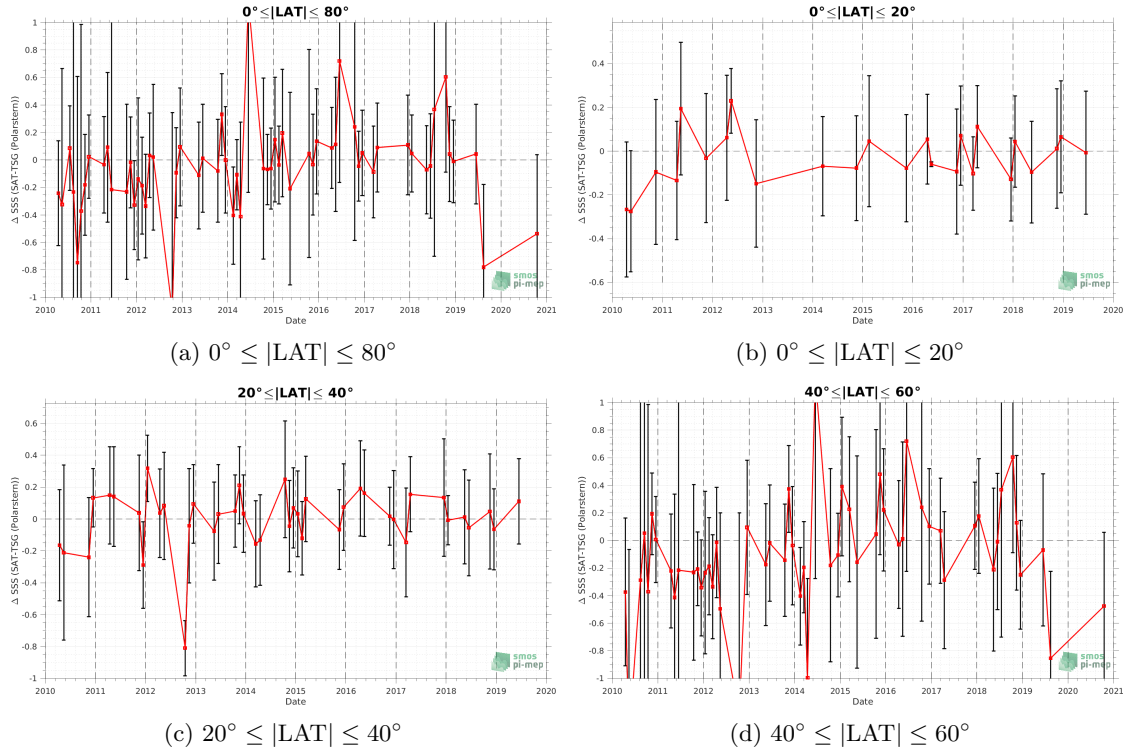 0°≤|LAT|≤ 80°
1
0.8
0.6
0.4
0.2
0
-0.2
-0.4
-0.6
-0.8
-1
Δ SSS (SAT-TSG (Polarstern))
2010 2011 2012 2013 2014 2015 2016 2017 2018 2019 2020 2021
Date
smos
pi-mep
(a) 0° ≤ |LAT| ≤ 80°
0°≤|LAT|≤ 20°
0.4
0.2
0
-0.2
-0.4
-0.6
Δ SSS (SAT-TSG (Polarstern))
2010 2011 2012 2013 2014 2015 2016 2017 2018 2019 2020
Date
smos
pi-mep
(b) 0° ≤ |LAT| ≤ 20°
20°≤|LAT|≤ 40°
0.6
0.4
0.2
0
-0.2
-0.4
-0.6
-0.8
-1
Δ SSS (SAT-TSG (Polarstern))
2010 2011 2012 2013 2014 2015 2016 2017 2018 2019 2020
Date
smos
pi-mep
(c) 20° ≤ |LAT| ≤ 40°
40°≤|LAT|≤ 60°
1
0.8
0.6
0.4
0.2
0
-0.2
-0.4
-0.6
-0.8
-1
Δ SSS (SAT-TSG (Polarstern))
2010 2011 2012 2013 2014 2015 2016 2017 2018 2019 2020 2021
Date
smos
pi-mep
(d) 40° ≤ |LAT| ≤ 60°